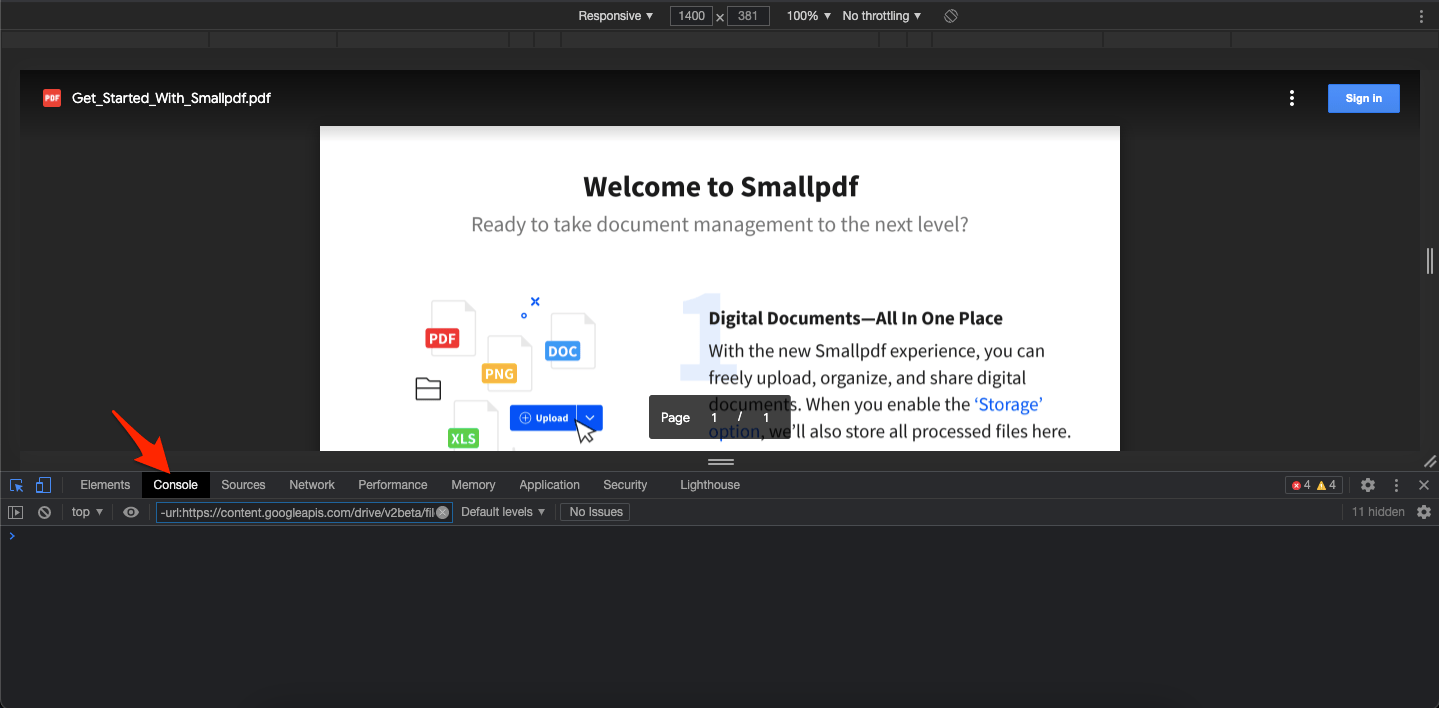 Responsive ▼ 1400 × 381 100% ▼ No throttling ▼
PDF Get_Started_With_Smallpdf.pdf Sign in
Welcome to Smallpdf
Ready to take document management to the next level?
1
Digital Documents—All In One Place
With the new Smallpdf experience, you can
freely upload, organize, and share digital
documents. When you enable the ‘Storage’
option, we’ll also store all processed files here.
PDF
DOC
PNG
Upload
XLS
Page 1 / 1
Elements Console Sources Network Performance Memory Application Security Lighthouse 4 4
top ▼ -url:https://content.googleapis.com/drive/v2beta/fil Default levels ▼ No Issues 11 hidden